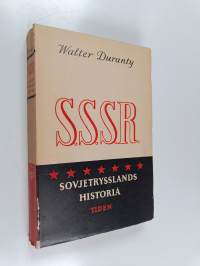 Walter Duranty
S.S.S.R
SOVJETRYSSLANDS
HISTORIA
TIDEN